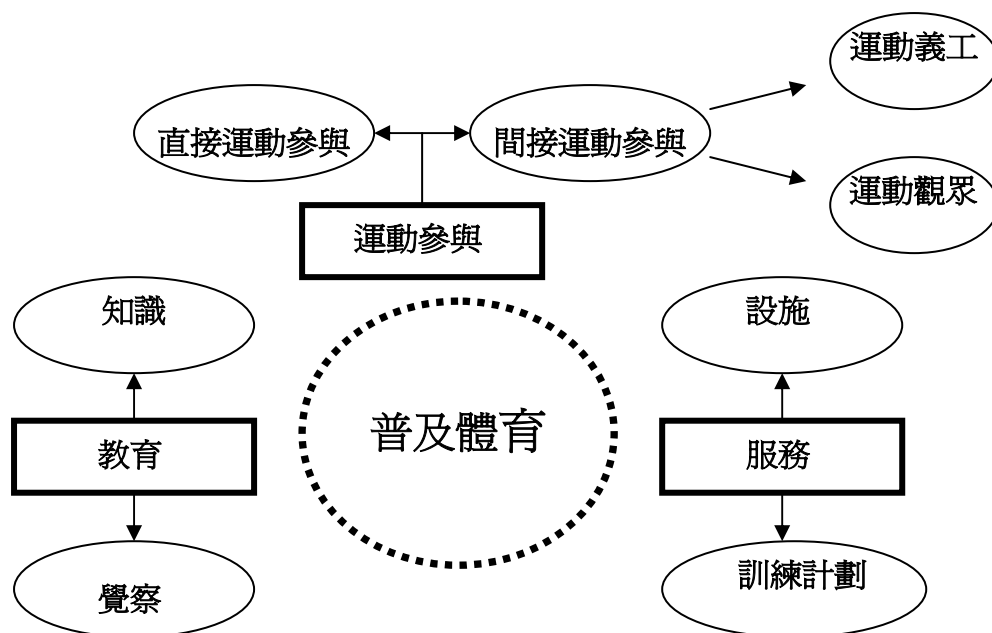 運動義工
直接運動參與
間接運動參與
運動觀眾
運動參與
知識
設施
普及體育
教育
服務
覺察
訓練計劃